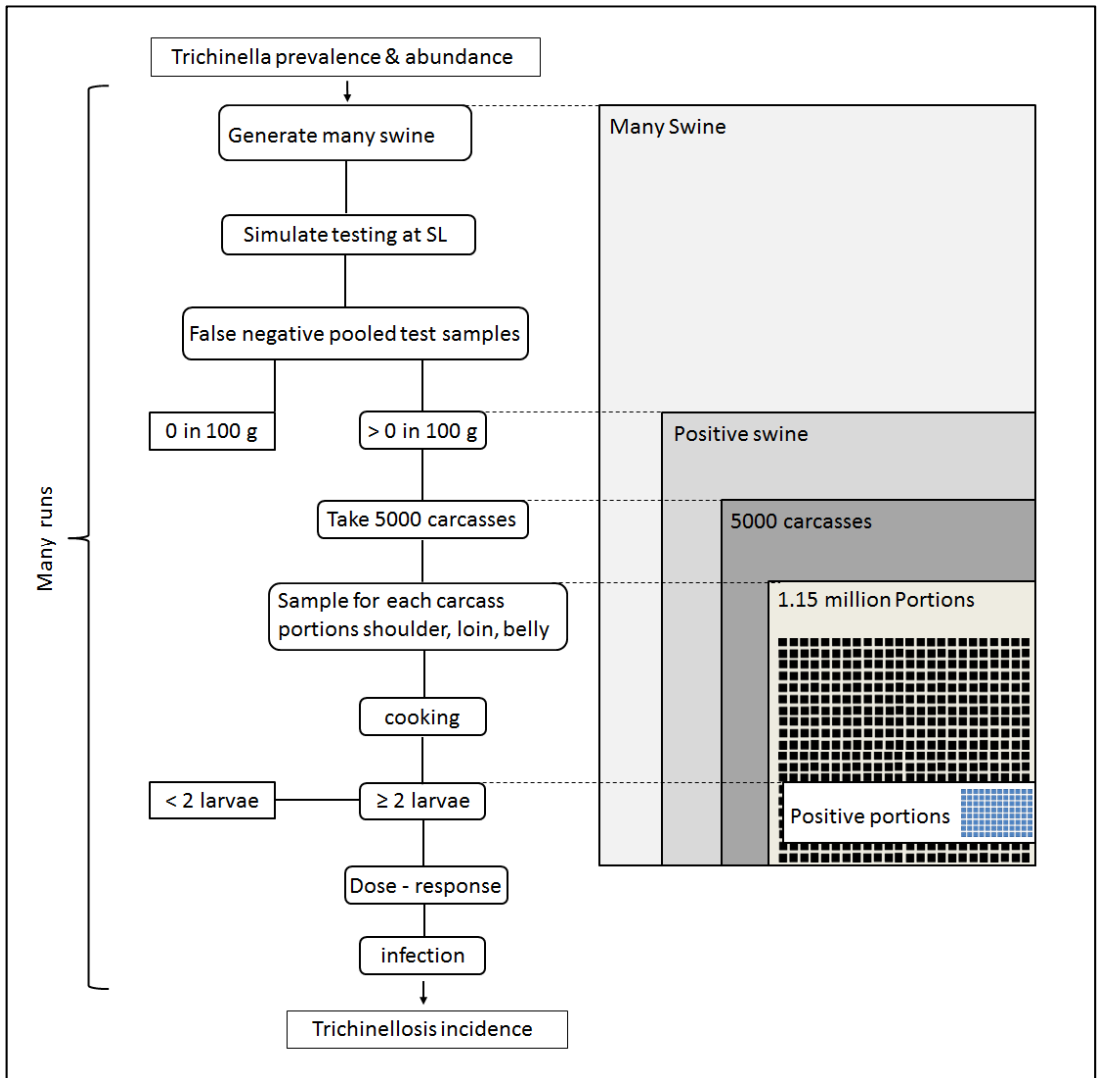 Trichinella prevalence & abundance
Generate many swine
Many Swine
Simulate testing at SL
False negative pooled test samples
0 in 100 g
> 0 in 100 g
Positive swine
Take 5000 carcasses
5000 carcasses
Many runs
Sample for each carcass
portions shoulder, loin, belly
1.15 million Portions
cooking
< 2 larvae
≥ 2 larvae
Positive portions
Dose - response
infection
Trichinellosis incidence